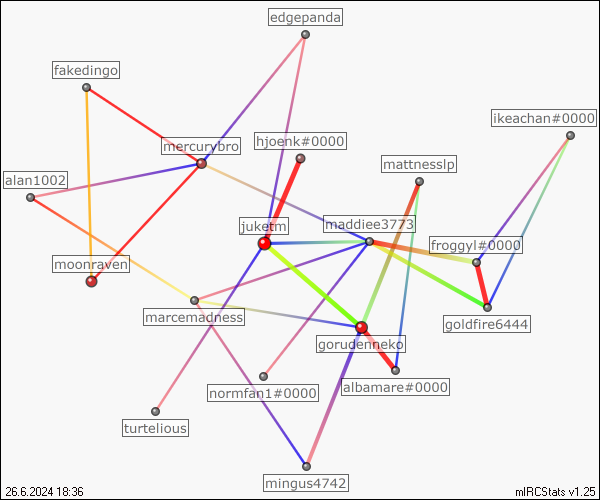 edgepanda
fakedingo
ikeachan#0000
hjoenk#0000
mercurybro
mattnesslp
alan1002
maddiee3773
juketm
froggyl#0000
moonraven
marcemadness
goldfire6444
gorudenneko
albamare#0000
normfan1#0000
turtelious
mingus4742
26.6.2024 18:36
mIRCStats v1.25